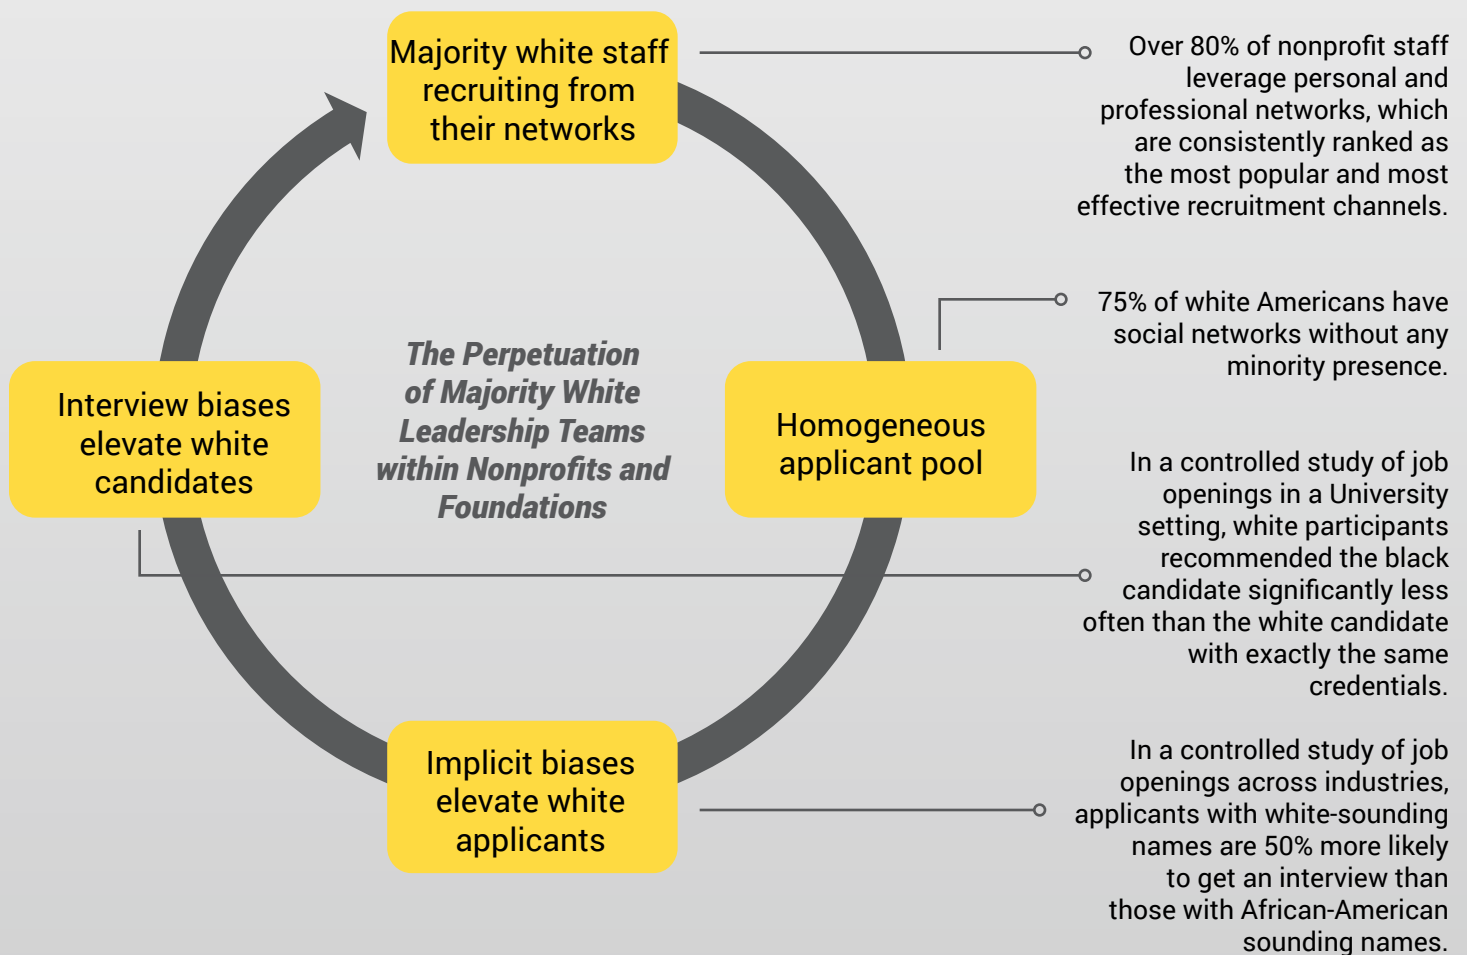 Majority white staff
recruiting from
their networks
Over 80% of nonprofit staff
leverage personal and
professional networks, which
are consistently ranked as
the most popular and most
effective recruitment channels.
75% of white Americans have
social networks without any
minority presence.
The Perpetuation
of Majority White
Leadership Teams
within Nonprofits and
Foundations
Interview biases
elevate white
candidates
Homogeneous
applicant pool
In a controlled study of job
openings in a University
setting, white participants
recommended the black
candidate significantly less
often than the white candidate
with exactly the same
credentials.
Implicit biases
elevate white
applicants
In a controlled study of job
openings across industries,
applicants with white-sounding
names are 50% more likely
to get an interview than
those with African-American
sounding names.